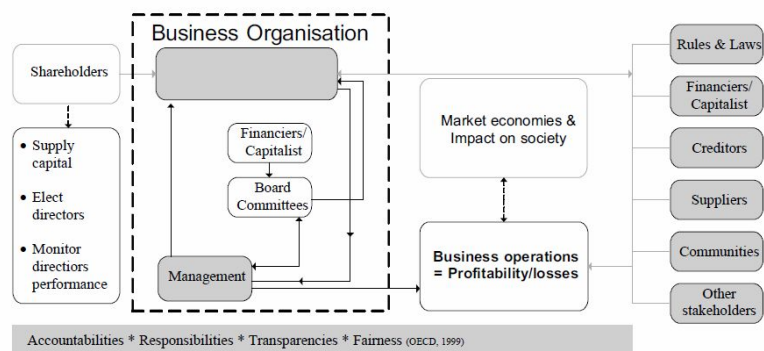 Business Organisation
Shareholders
• Supply
capital
• Elect
directors
• Monitor
directiors
performance
Financiers/
Capitalist
Board
Committees
Management
Market economies &
Impact on society
Business operations
= Profitability/losses
Rules & Laws
Financiers/
Capitalist
Creditors
Suppliers
Communities
Other
stakeholders
Accountabilities * Responsibilities * Transparencies * Fairness (OECD, 1999)